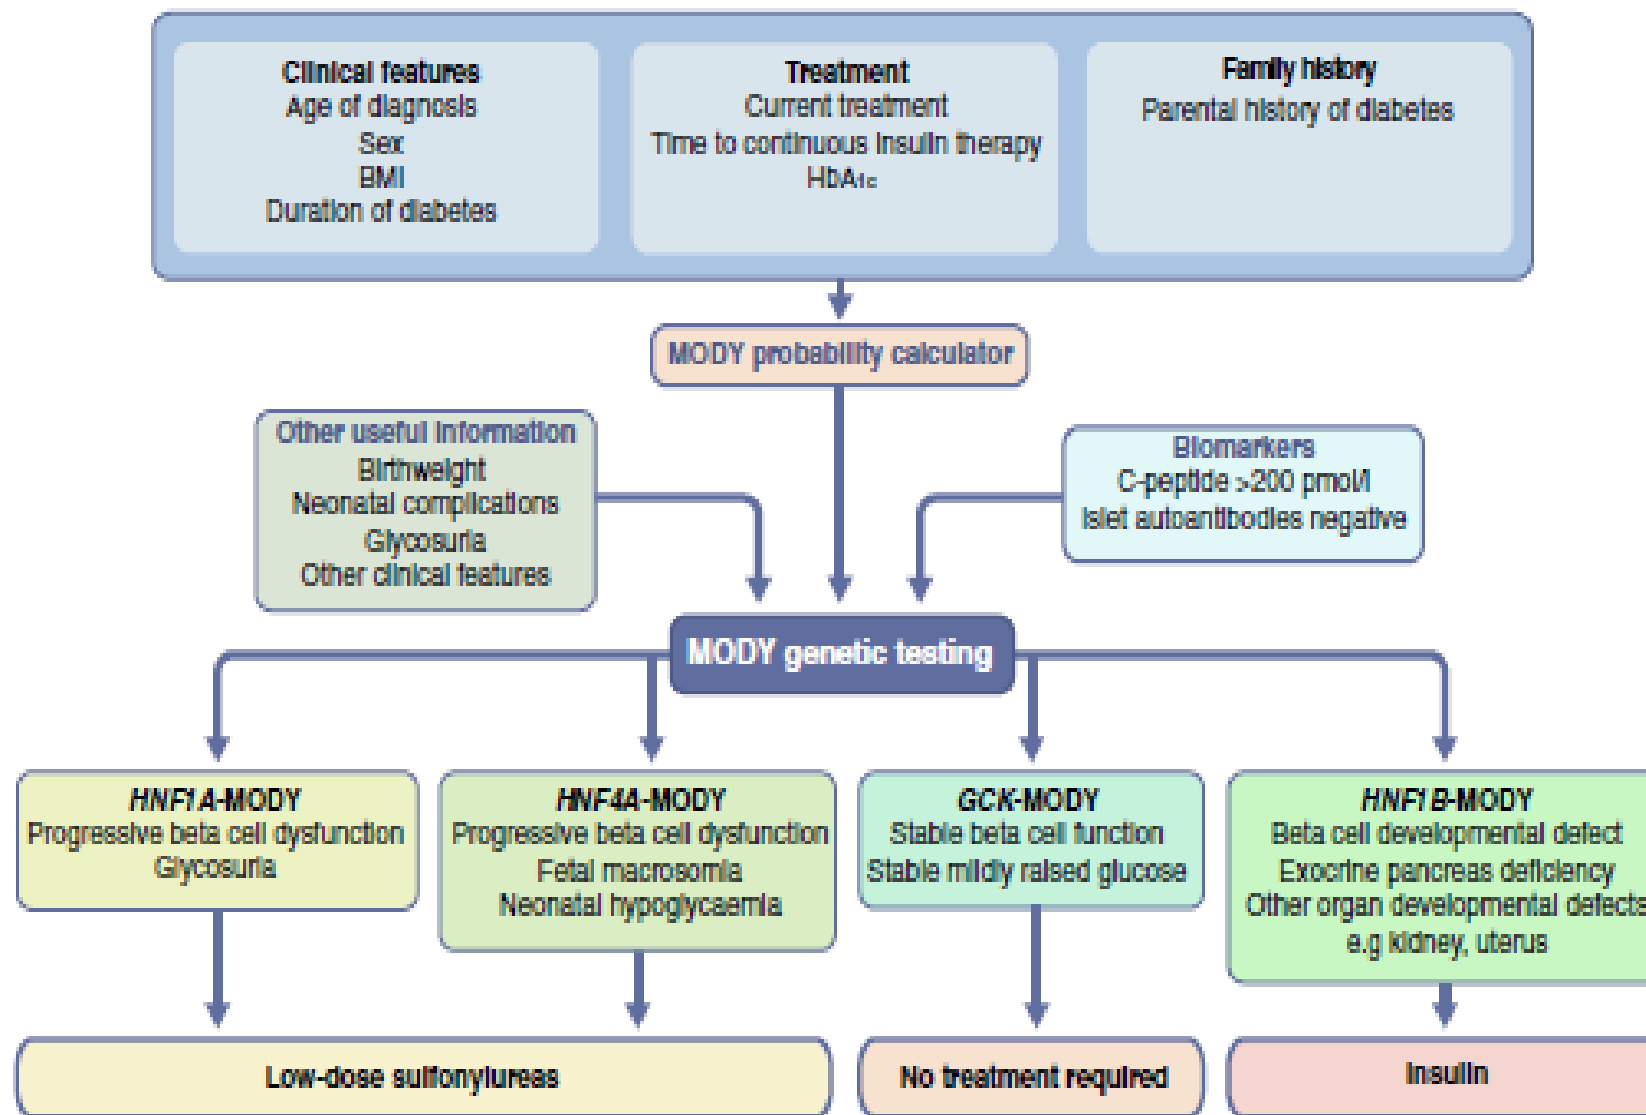 Clinical features
Age of diagnosis
Sex
BMI
Duration of diabetes
Treatment
Current treatment
Time to continuous insulin therapy
HbA1c
Family history
Parental history of diabetes
MODY probability calculator
Other useful information
Birthweight
Neonatal complications
Glycosuria
Other clinical features
Biomarkers
C-peptide >200 pmol/l
Islet autoantibodies negative
MODY genetic testing
HNF1A-MODY
Progressive beta cell dysfunction
Glycosuria
HNF4A-MODY
Progressive beta cell dysfunction
Fetal macrosomia
Neonatal hypoglycaemia
GCK-MODY
Stable beta cell function
Stable mildly raised glucose
HNF1B-MODY
Beta cell developmental defect
Exocrine pancreas deficiency
Other organ developmental defects
e.g kidney, uterus
Low-dose sulfonylureas
No treatment required
Insulin